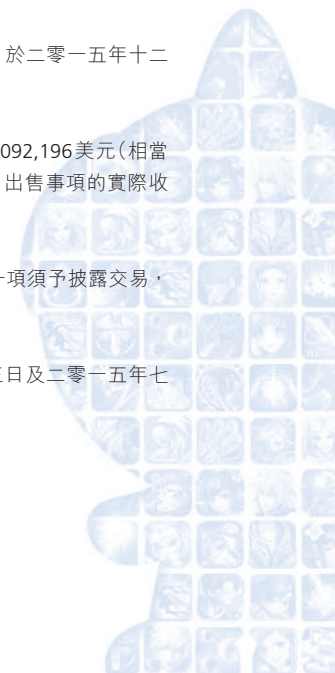 ，於二零一五年十二
092,196美元（相當
，出售事項的實際收
一項須予披露交易，
三日及二零一五年七